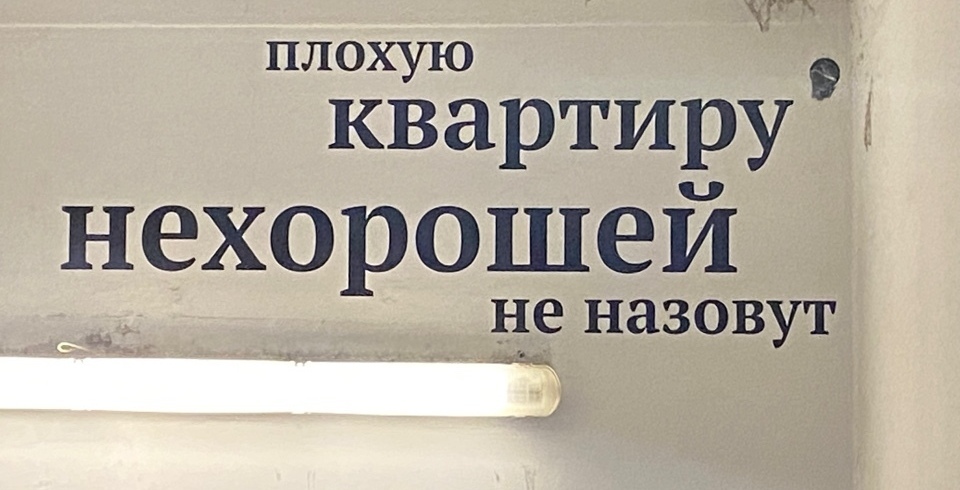 плохую
квартиру
нехорошей
не назовут